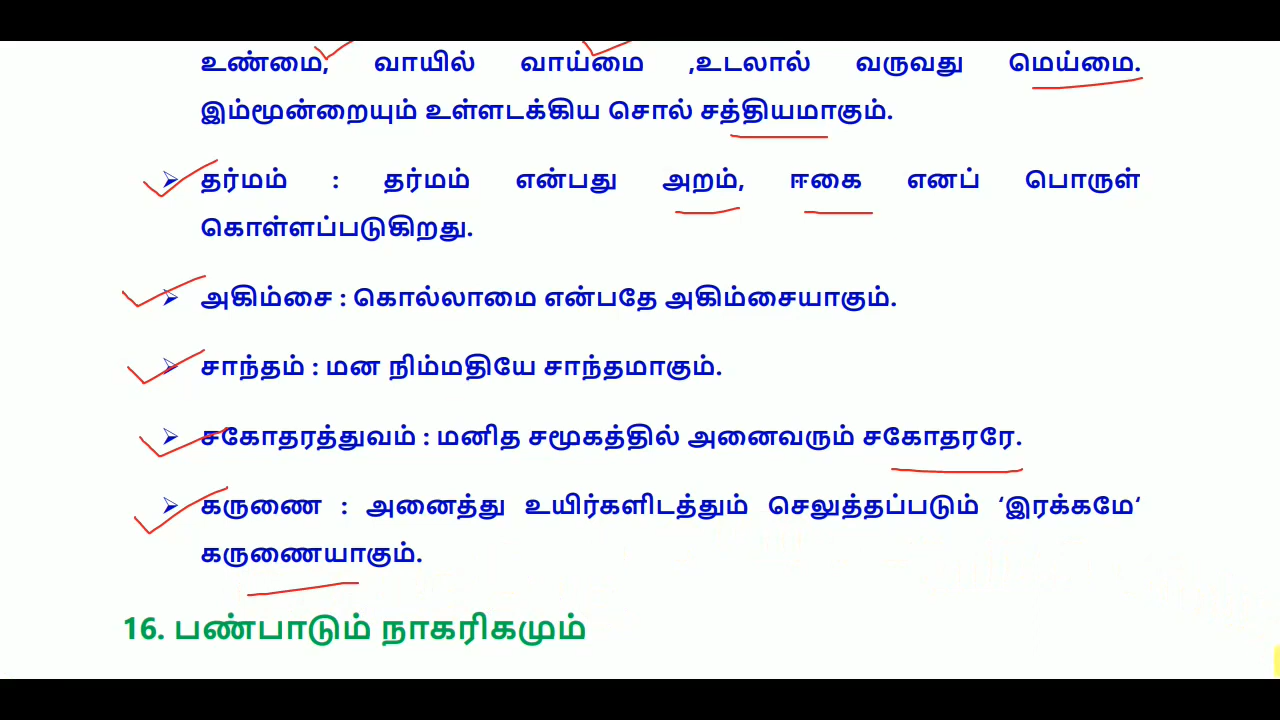 உண்மை, வாயில் வாய்மை ,உடலால் வருவது மெய்மை.
இம்மூன்றையும் உள்ளடக்கிய சொல் சத்தியமாகும்.
➢ தர்மம் : தர்மம் என்பது அறம், ஈகை எனப் பொருள்
கொள்ளப்படுகிறது.
➢ அகிம்சை : கொல்லாமை என்பதே அகிம்சையாகும்.
➢ சாந்தம் : மன நிம்மதியே சாந்தமாகும்.
➢ சகோதரத்துவம் : மனித சமூகத்தில் அனைவரும் சகோதரரே.
➢ கருணை : அனைத்து உயிர்களிடத்தும் செலுத்தப்படும் ‘இரக்கமே‘
கருணையாகும்.
16. பண்பாடும் நாகரிகமும்